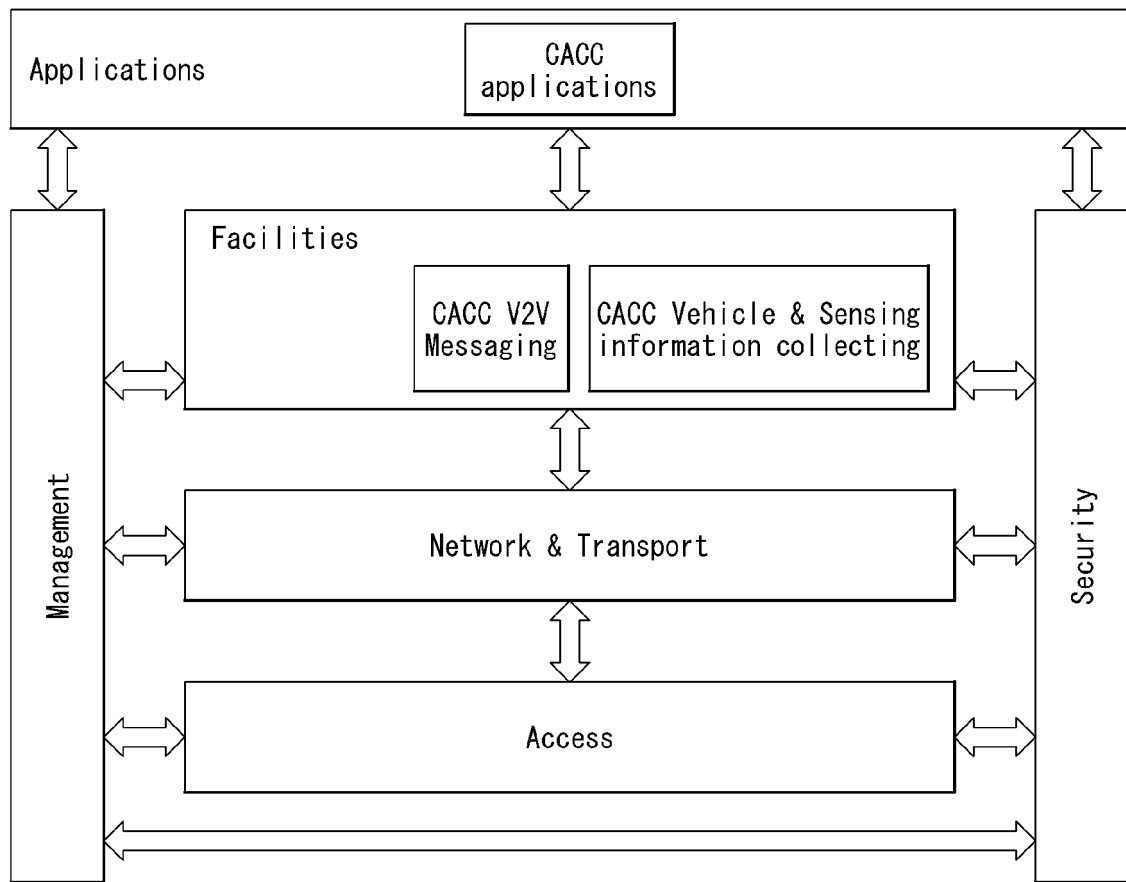 Applications
CACC
applications
Facilities
CACC V2V
Messaging
CACC Vehicle & Sensing
information collecting
Management
Network & Transport
Security
Access